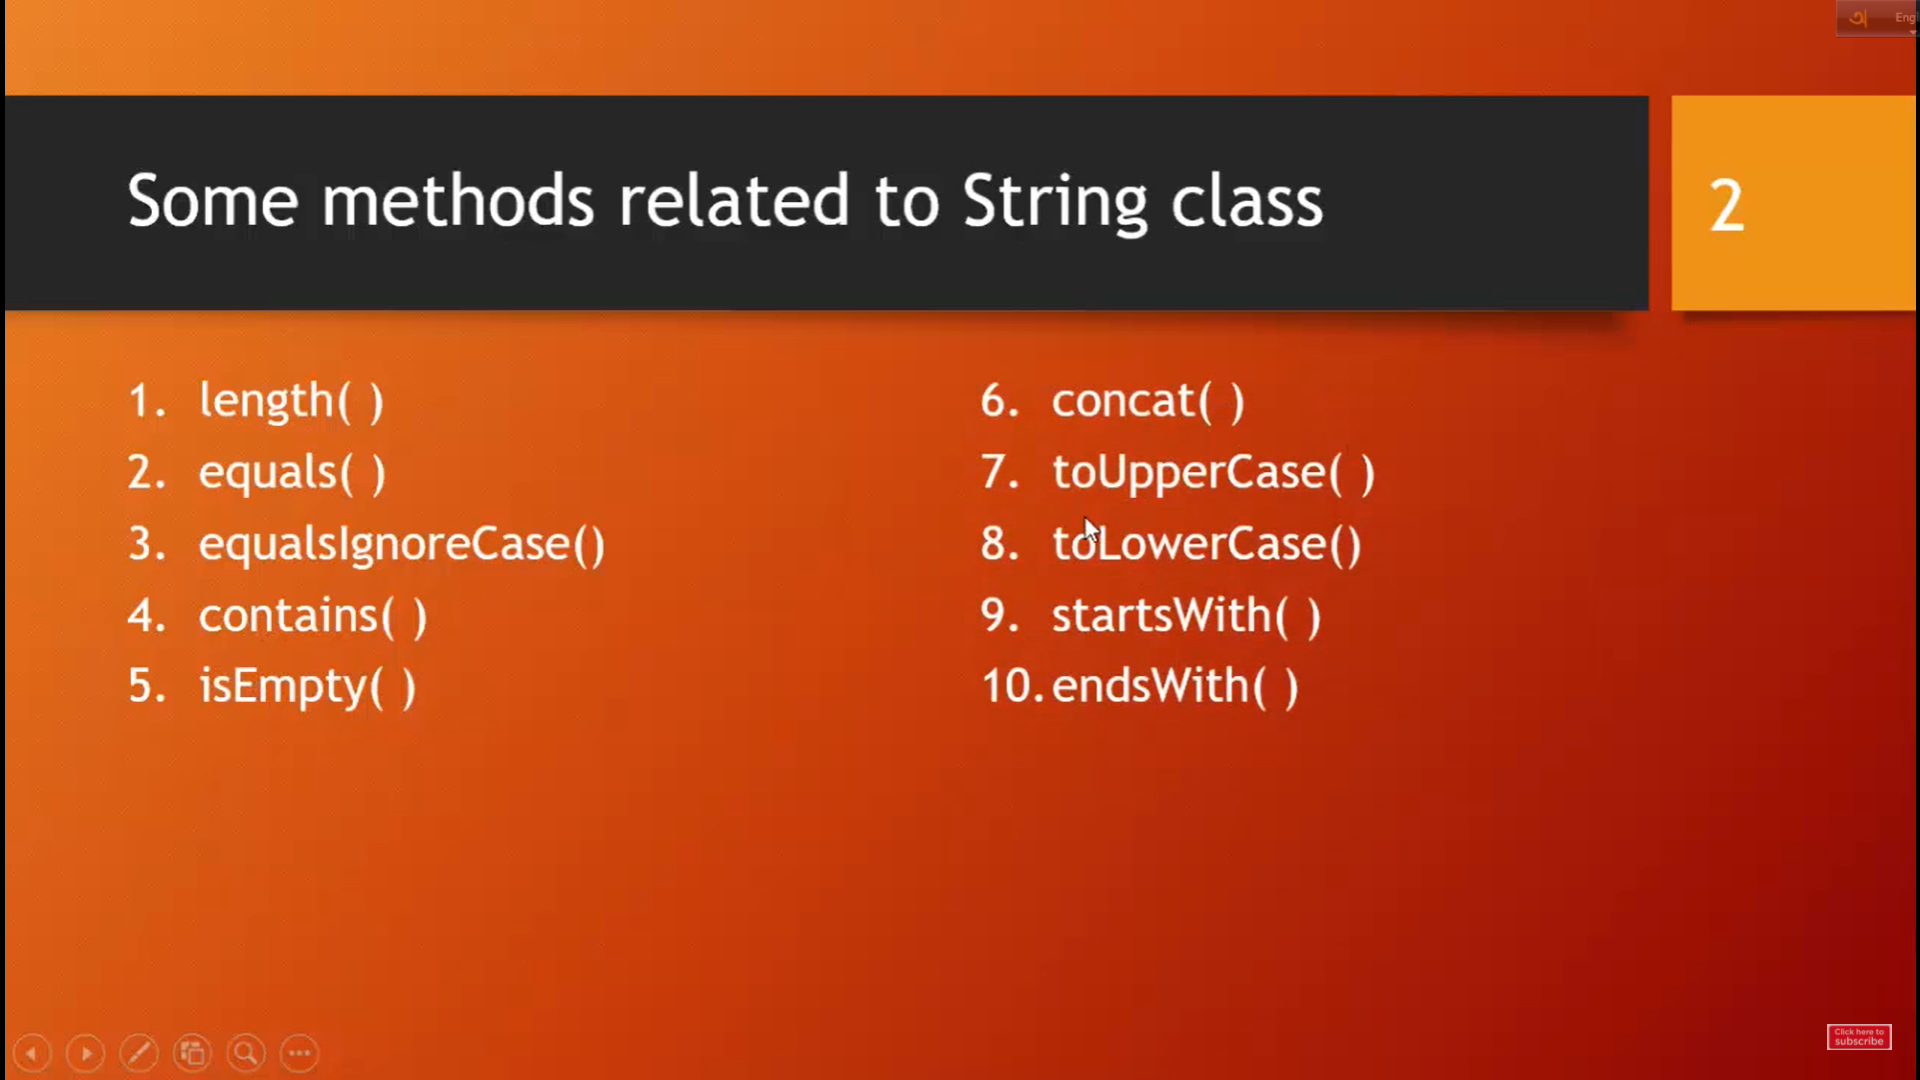 Engl
Some methods related to String class
2
1. length( )
2. equals( )
3. equalsIgnoreCase()
4. contains( )
5. isEmpty( )
6. concat( )
7. toUpperCase( )
8. toLowerCase()
9. startsWith( )
10. endsWith( )
Click here to
subscribe